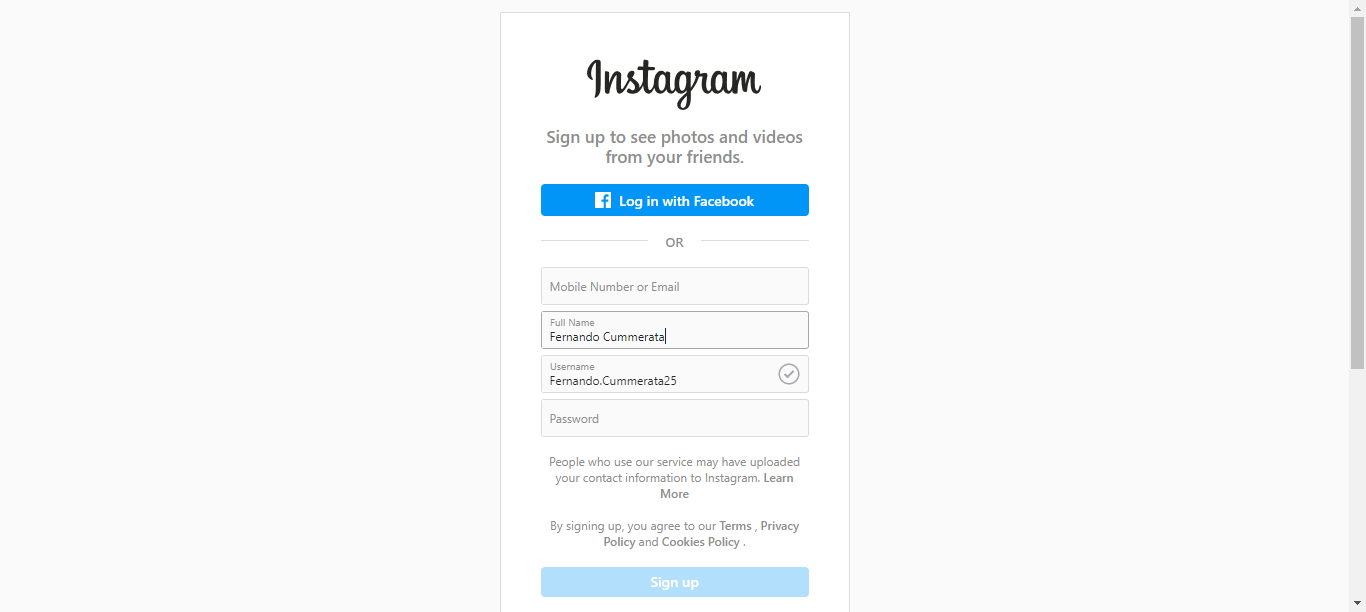 Instagram
Sign up to see photos and videos
from your friends.
Log in with Facebook
OR
Mobile Number or Email
Full Name
Fernando Cummerata
Username
Fernando.Cummerata25
Password
People who use our service may have uploaded
your contact information to Instagram. Learn
More
By signing up, you agree to our Terms , Privacy
Policy and Cookies Policy .
Sign up